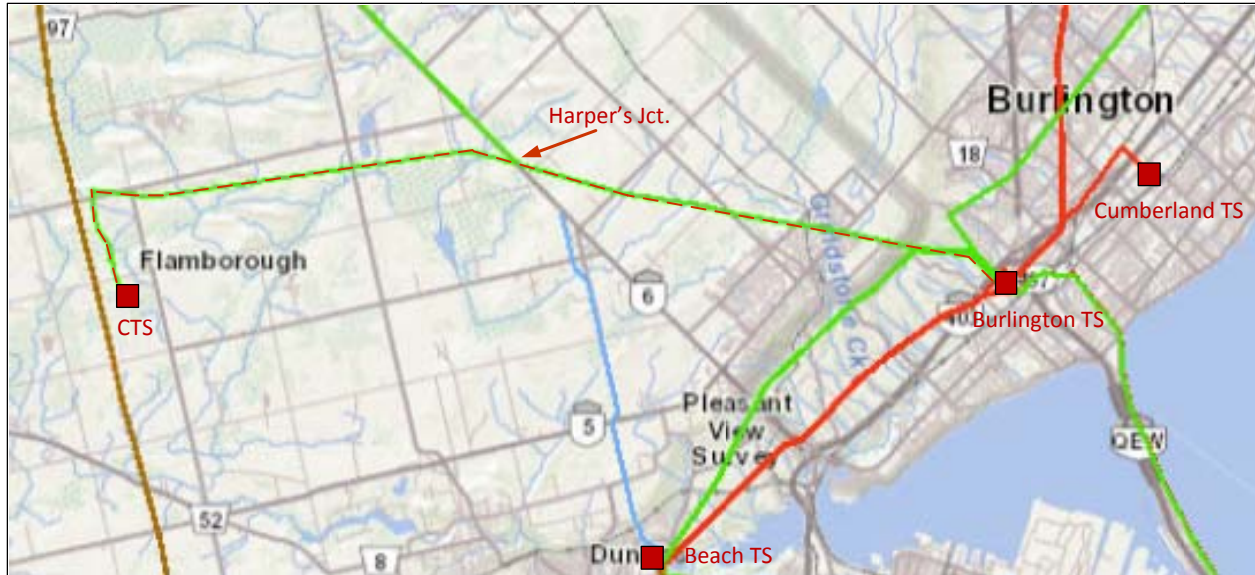 97
Harper's Jct.
Burlington
18
Cumberland TS
Flamborough
6
CTS
Burlington TS
Pleasant
View
Survey
5
QEW
52
8
Beach TS